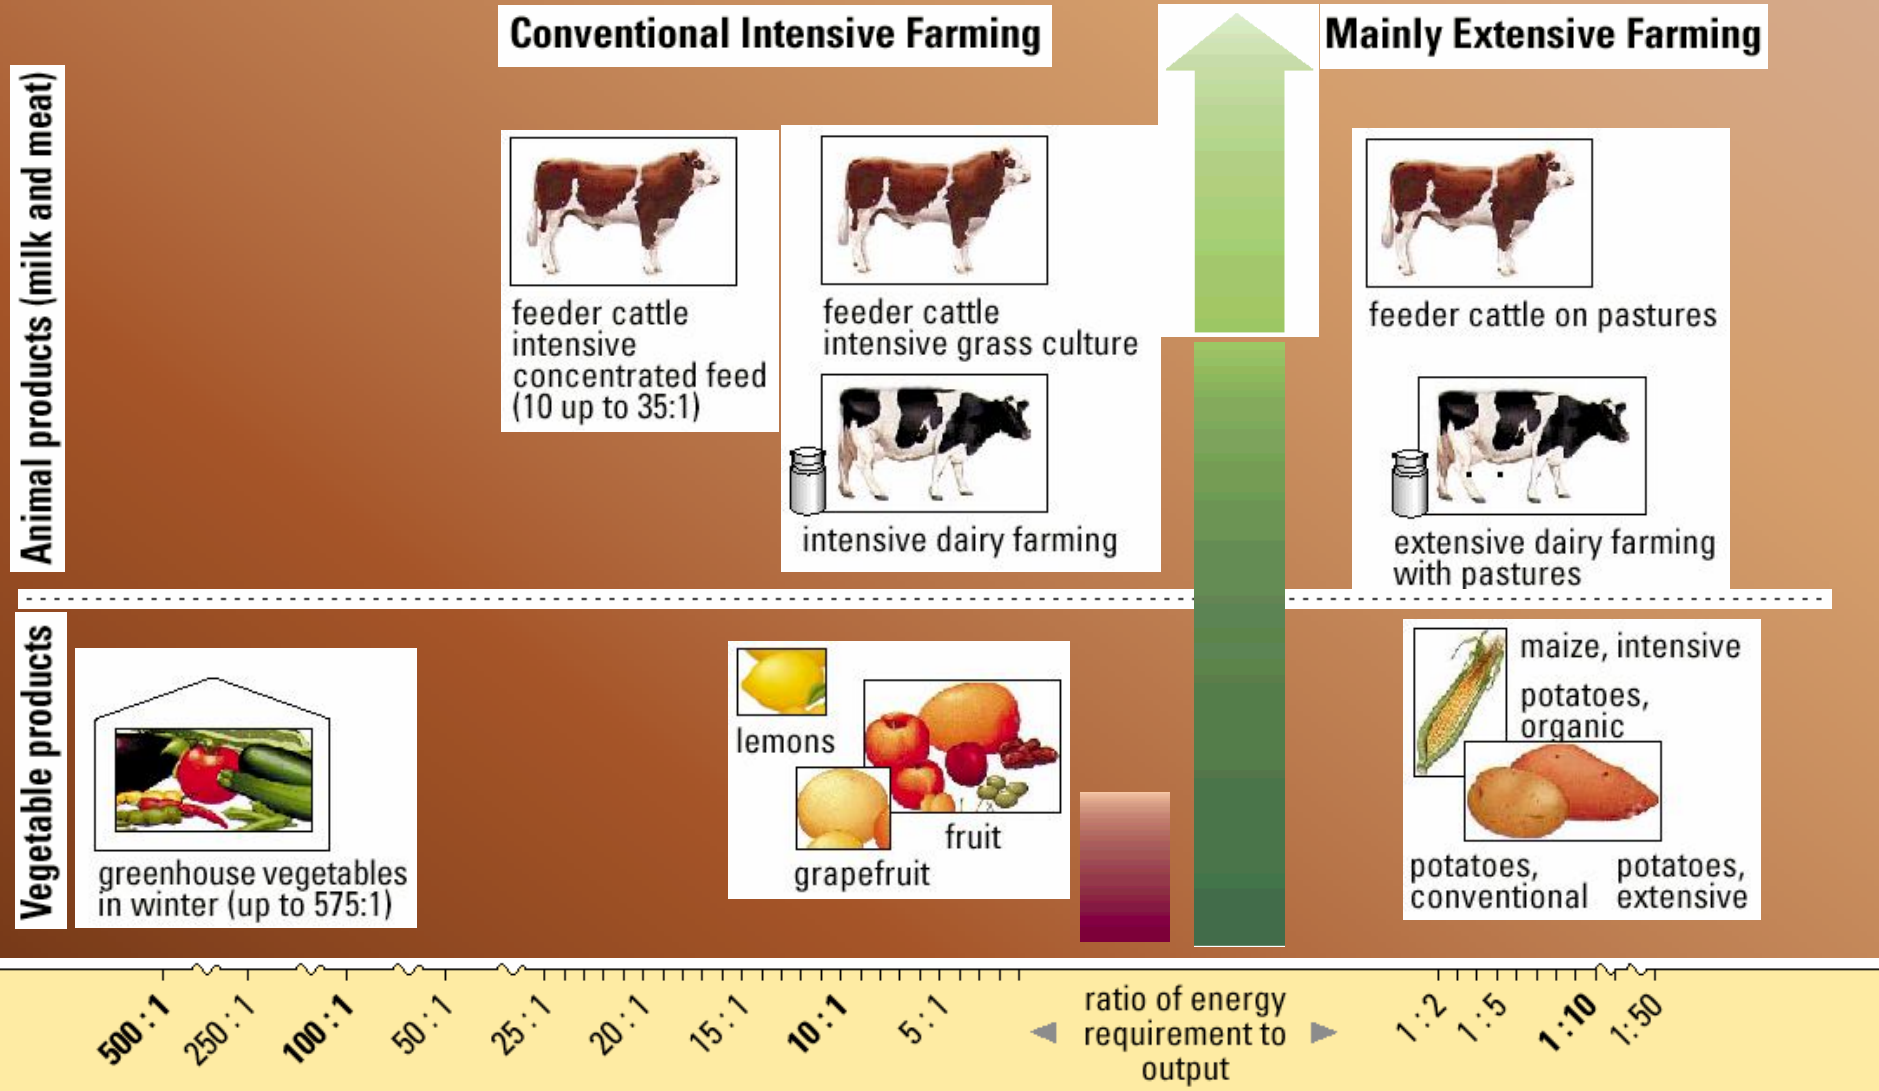 Conventional Intensive Farming
Mainly Extensive Farming
Animal products (milk and meat)
feeder cattle
intensive
concentrated feed
(10 up to 35:1)
feeder cattle
intensive grass culture
intensive dairy farming
feeder cattle on pastures
extensive dairy farming
with pastures
Vegetable products
greenhouse vegetables
in winter (up to 575:1)
lemons
fruit
grapefruit
maize, intensive
potatoes,
organic
potatoes,
conventional
potatoes,
extensive
500 : 1
250 : 1
100 : 1
50 : 1
25 : 1
20 : 1
15 : 1
10 : 1
5 : 1
ratio of energy
requirement to
output
1 : 2
1 : 5
1 : 10
1 : 50